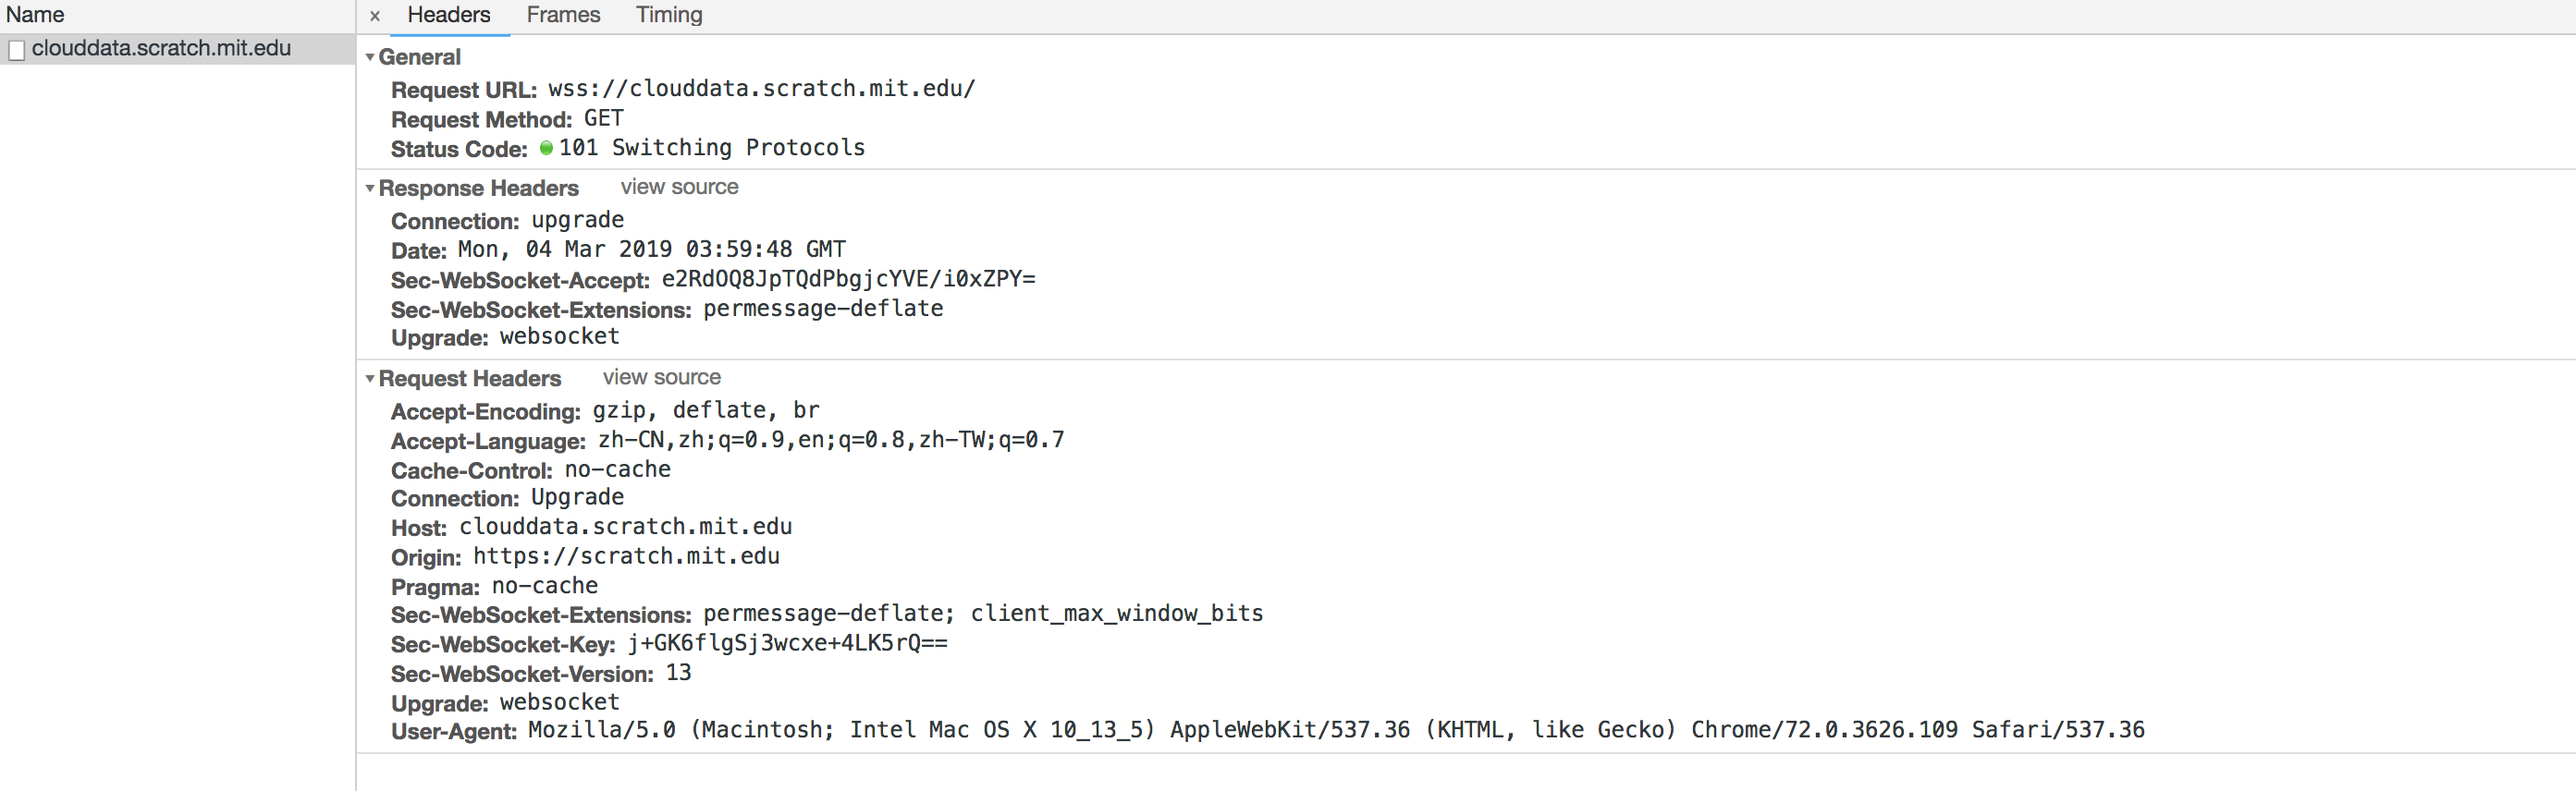 Name
× Headers Frames Timing
clouddata.scratch.mit.edu
▼General
Request URL: wss://clouddata.scratch.mit.edu/
Request Method: GET
Status Code: 101 Switching Protocols
▼Response Headers view source
Connection: upgrade
Date: Mon, 04 Mar 2019 03:59:48 GMT
Sec-WebSocket-Accept: e2RdOQ8JpTQdPbgjcYVE/i0xZPY=
Sec-WebSocket-Extensions: permessage-deflate
Upgrade: websocket
▼Request Headers view source
Accept-Encoding: gzip, deflate, br
Accept-Language: zh-CN,zh;q=0.9,en;q=0.8,zh-TW;q=0.7
Cache-Control: no-cache
Connection: Upgrade
Host: clouddata.scratch.mit.edu
Origin: https://scratch.mit.edu
Pragma: no-cache
Sec-WebSocket-Extensions: permessage-deflate; client_max_window_bits
Sec-WebSocket-Key: j+GK6flgSj3wcxe+4LK5rQ==
Sec-WebSocket-Version: 13
Upgrade: websocket
User-Agent: Mozilla/5.0 (Macintosh; Intel Mac OS X 10_13_5) AppleWebKit/537.36 (KHTML, like Gecko) Chrome/72.0.3626.109 Safari/537.36